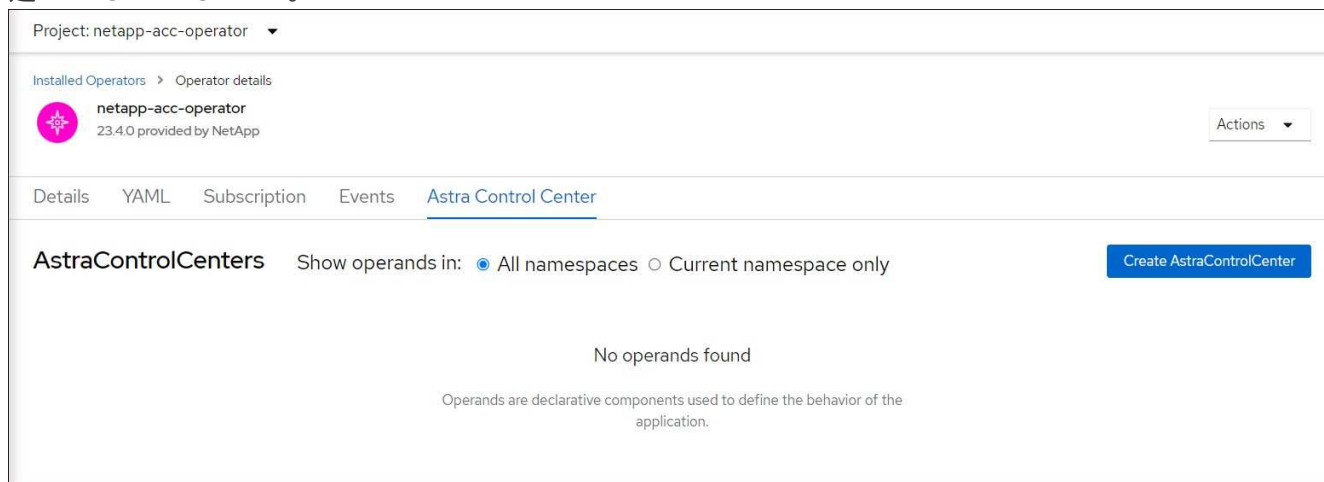 Project: netapp-acc-operator
Installed Operators > Operator details
netapp-acc-operator
23.4.0 provided by NetApp
Actions
Details YAML Subscription Events Astra Control Center
AstraControlCenters Show operands in: All namespaces Current namespace only Create AstraControlCenter
No operands found
Operands are declarative components used to define the behavior of the
application.